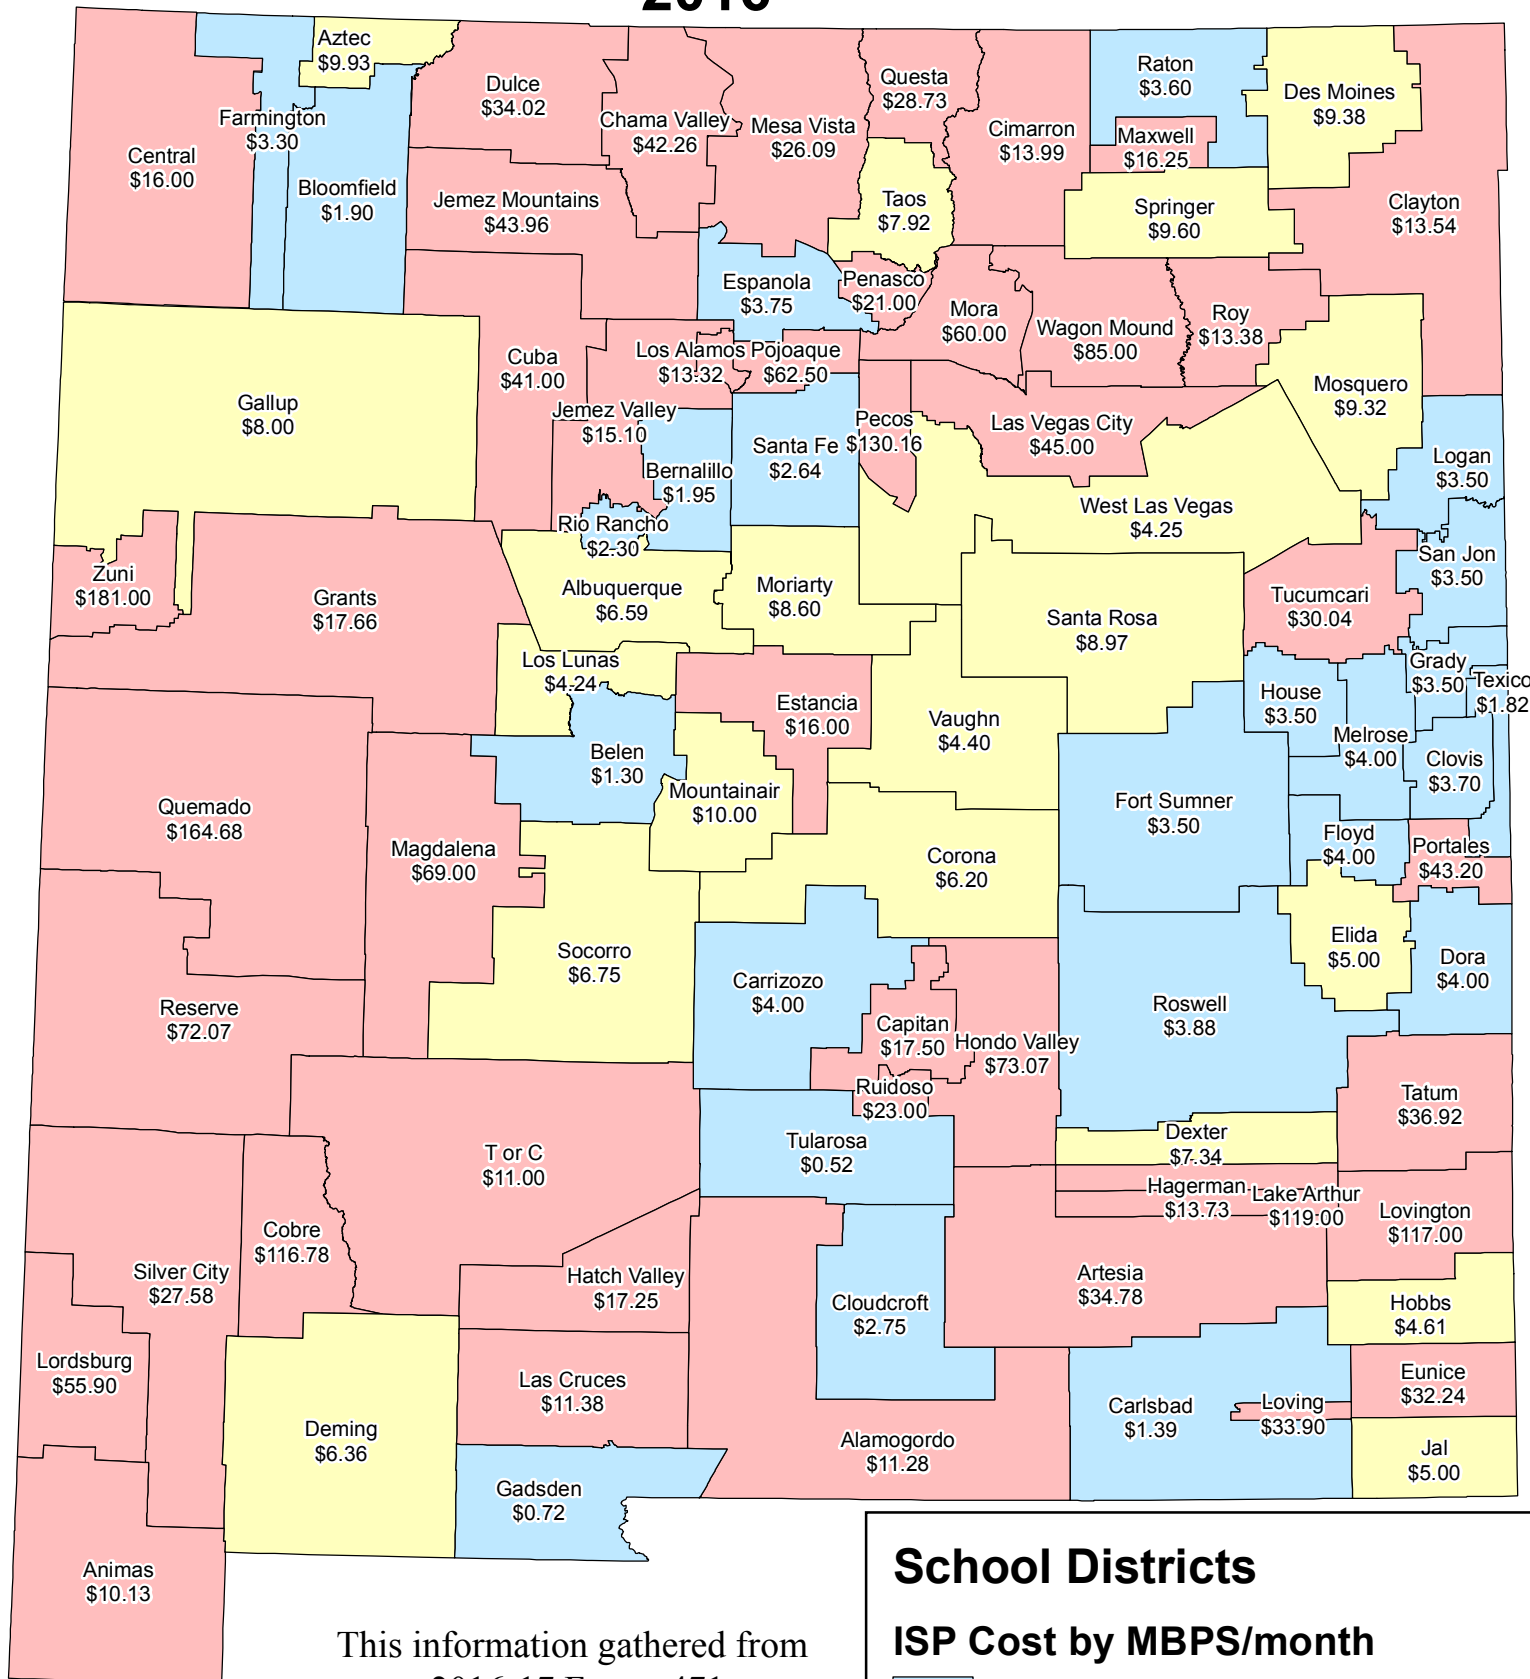 Aztec
$9.93
Farmington
$3.30
Central
$16.00
Bloomfield
$1.90
Dulce
$34.02
Chama Valley
$42.26
Mesa Vista
$26.09
Questa
$28.73
Cimarron
$13.99
Raton
$3.60
Maxwell
$16.25
Des Moines
$9.38
Jemez Mountains
$43.96
Taos
$7.92
Springer
$9.60
Clayton
$13.54
Espanola
$3.75
Penasco
$21.00
Mora
$60.00
Wagon Mound
$85.00
Roy
$13.38
Cuba
$41.00
Los Alamos
$13.32
Pojoaque
$62.50
Mosquero
$9.32
Gallup
$8.00
Jemez Valley
$15.10
Pecos
$130.16
Las Vegas City
$45.00
Santa Fe
$2.64
Bernalillo
$1.95
Logan
$3.50
West Las Vegas
$4.25
Rio Rancho
$2.30
San Jon
$3.50
Zuni
$181.00
Grants
$17.66
Albuquerque
$6.59
Moriarty
$8.60
Santa Rosa
$8.97
Tucumcari
$30.04
Los Lunas
$4.24
Grady
$3.50
Texico
$1.82
Estancia
$16.00
Vaughn
$4.40
House
$3.50
Melrose
$4.00
Belen
$1.30
Clovis
$3.70
Mountainair
$10.00
Quemado
$164.68
Fort Sumner
$3.50
Magdalena
$69.00
Corona
$6.20
Floyd
$4.00
Portales
$43.20
Socorro
$6.75
Elida
$5.00
Dora
$4.00
Carrizozo
$4.00
Reserve
$72.07
Roswell
$3.88
Capitan
$17.50
Hondo Valley
$73.07
Ruidoso
$23.00
Tatum
$36.92
T or C
$11.00
Tularosa
$0.52
Dexter
$7.34
Hagerman
$13.73
Lake Arthur
$119.00
Lovington
$117.00
Cobre
$116.78
Silver City
$27.58
Hatch Valley
$17.25
Artesia
$34.78
Cloudcroft
$2.75
Hobbs
$4.61
Lordsburg
$55.90
Las Cruces
$11.38
Eunice
$32.24
Carlsbad
$1.39
Loving
$33.90
Deming
$6.36
Alamogordo
$11.28
Jal
$5.00
Gadsden
$0.72
Animas
$10.13
School Districts
ISP Cost by MBPS/month
This information gathered from